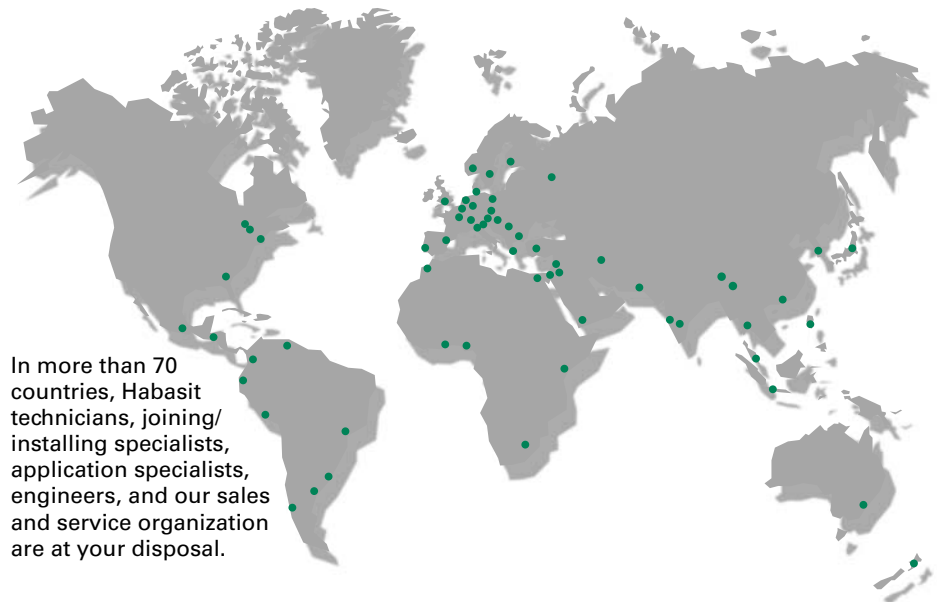 In more than 70
countries, Habasit
technicians, joining/
installing specialists,
application specialists,
engineers, and our sales
and service organization
are at your disposal.